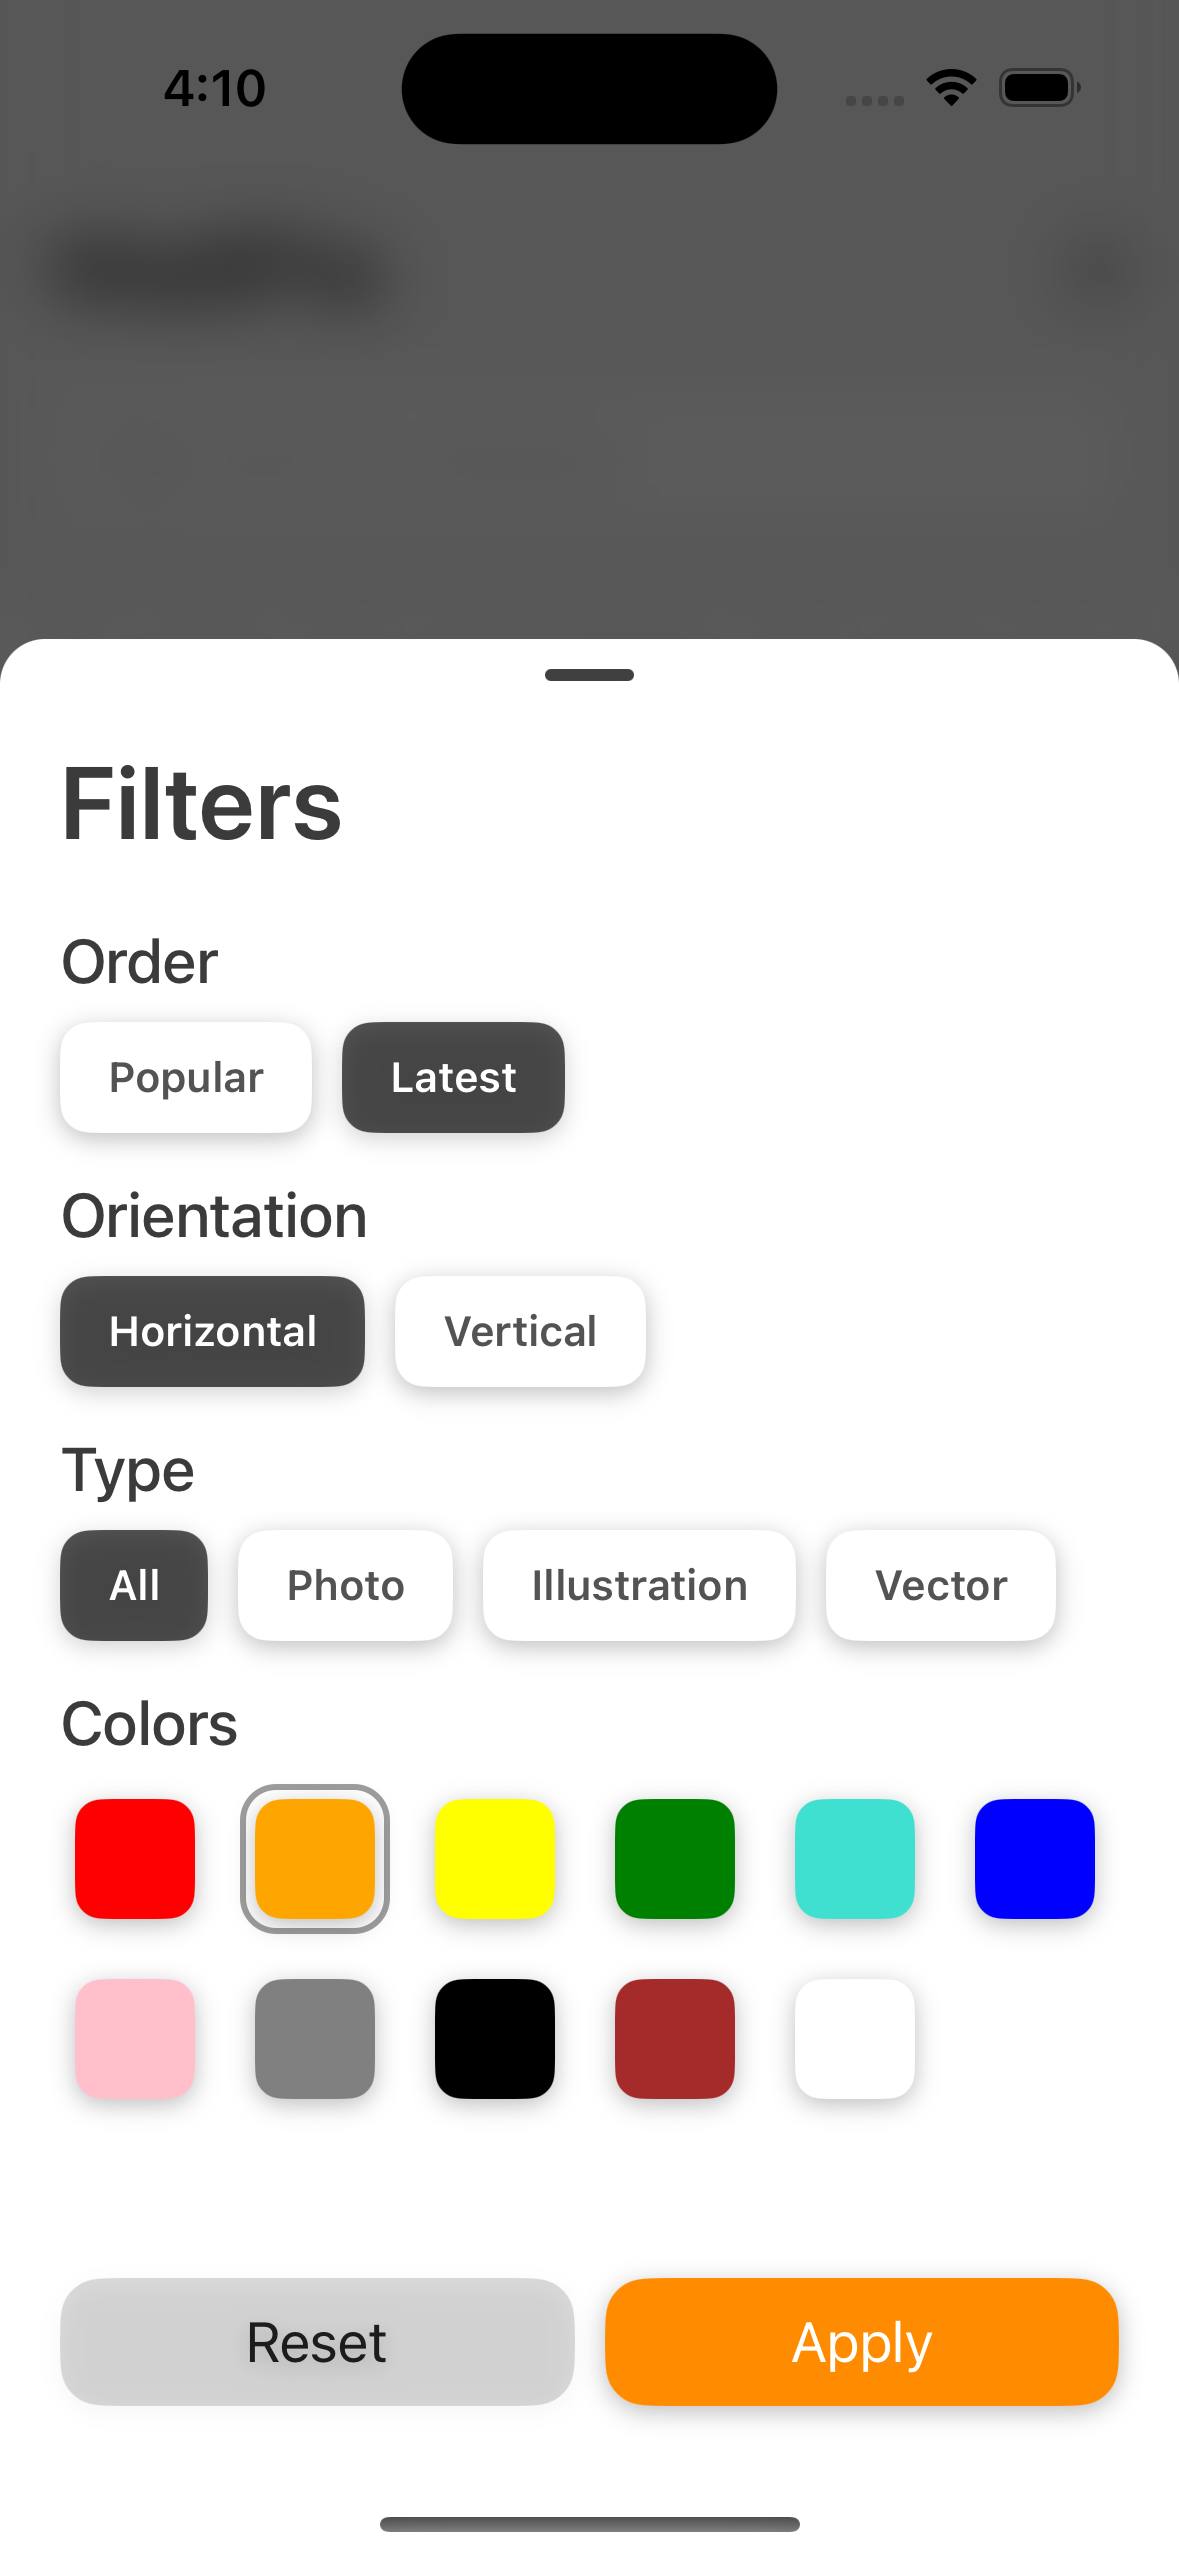 4:10
Filters
Order
Popular Latest
Orientation
Horizontal Vertical
Type
All Photo Illustration Vector
Colors
Reset Apply